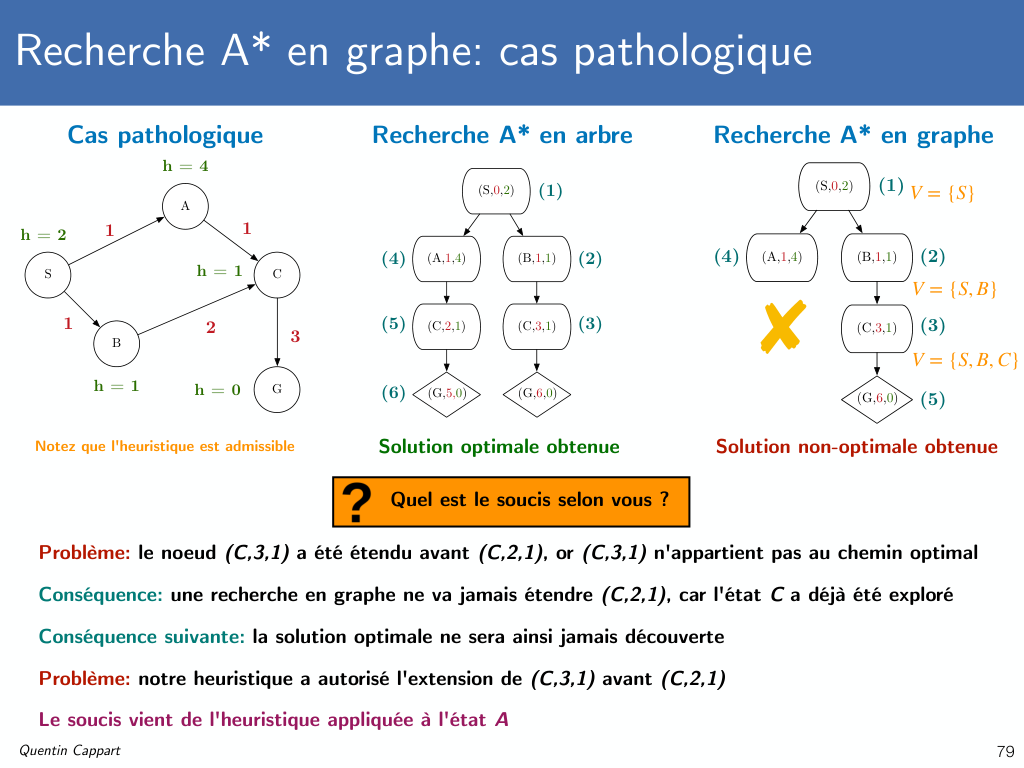 Recherche A* en graphe: cas pathologique
Cas pathologique
Recherche A* en arbre
Recherche A* en graphe
h = 4
A
1
1
h = 2
S
h = 1
C
1
2
B
3
h = 1
h = 0
G
(S,0,2)
(1)
(4)
(A,1,4)
(B,1,1)
(2)
(5)
(C,2,1)
(C,3,1)
(3)
(6)
(G,5,0)
(G,6,0)
(S,0,2)
(1)
V = {S}
(4)
(A,1,4)
(B,1,1)
(2)
V = {S, B}
(C,3,1)
(3)
V = {S, B, C}
(G,6,0)
(5)
Notez que l'heuristique est admissible
Solution optimale obtenue
Solution non-optimale obtenue
? Quel est le soucis selon vous ?
Problème: le noeud (C,3,1) a été étendu avant (C,2,1), or (C,3,1) n'appartient pas au chemin optimal
Conséquence: une recherche en graphe ne va jamais étendre (C,2,1), car l'état C a déjà été exploré
Conséquence suivante: la solution optimale ne sera ainsi jamais découverte
Problème: notre heuristique a autorisé l'extension de (C,3,1) avant (C,2,1)
Le soucis vient de l'heuristique appliquée à l'état A
Quentin Cappart
79